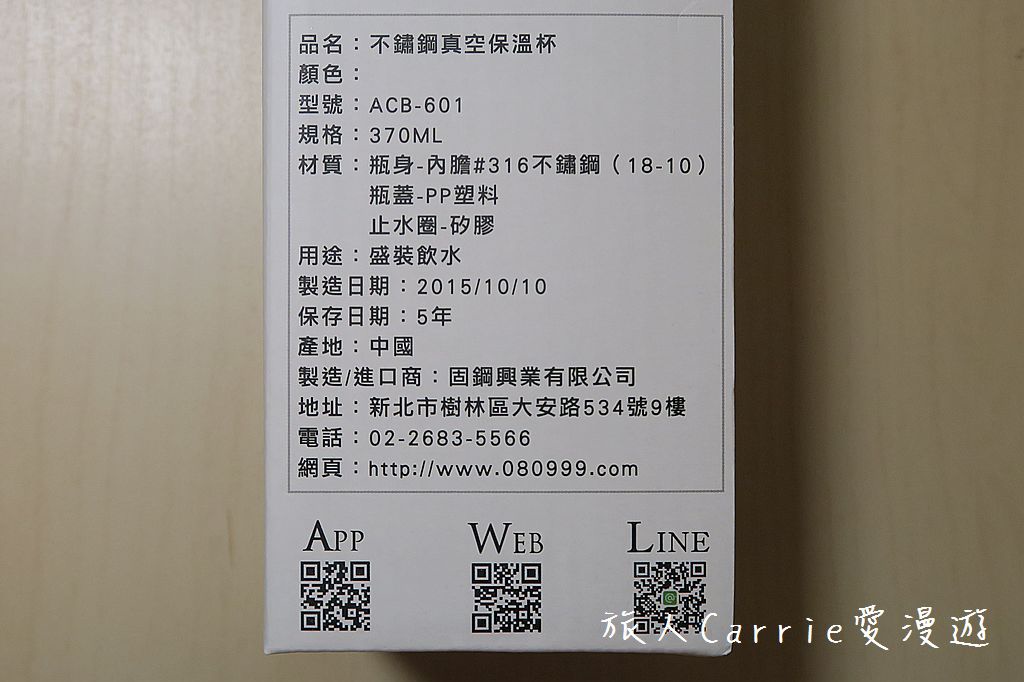 品名：不鏽鋼真空保溫杯
顏色：
型號：ACB-601
規格：370ML
材質：瓶身-內膽#316不鏽鋼（18-10）
瓶蓋-PP塑料
止水圈-矽膠
用途：盛裝飲水
製造日期：2015/10/10
保存日期：5年
產地：中國
製造/進口商：固鋼興業有限公司
地址：新北市樹林區大安路534號9樓
電話：02-2683-5566
網頁：http://www.080999.com
APP WEB LINE
旅人Carrie愛漫遊